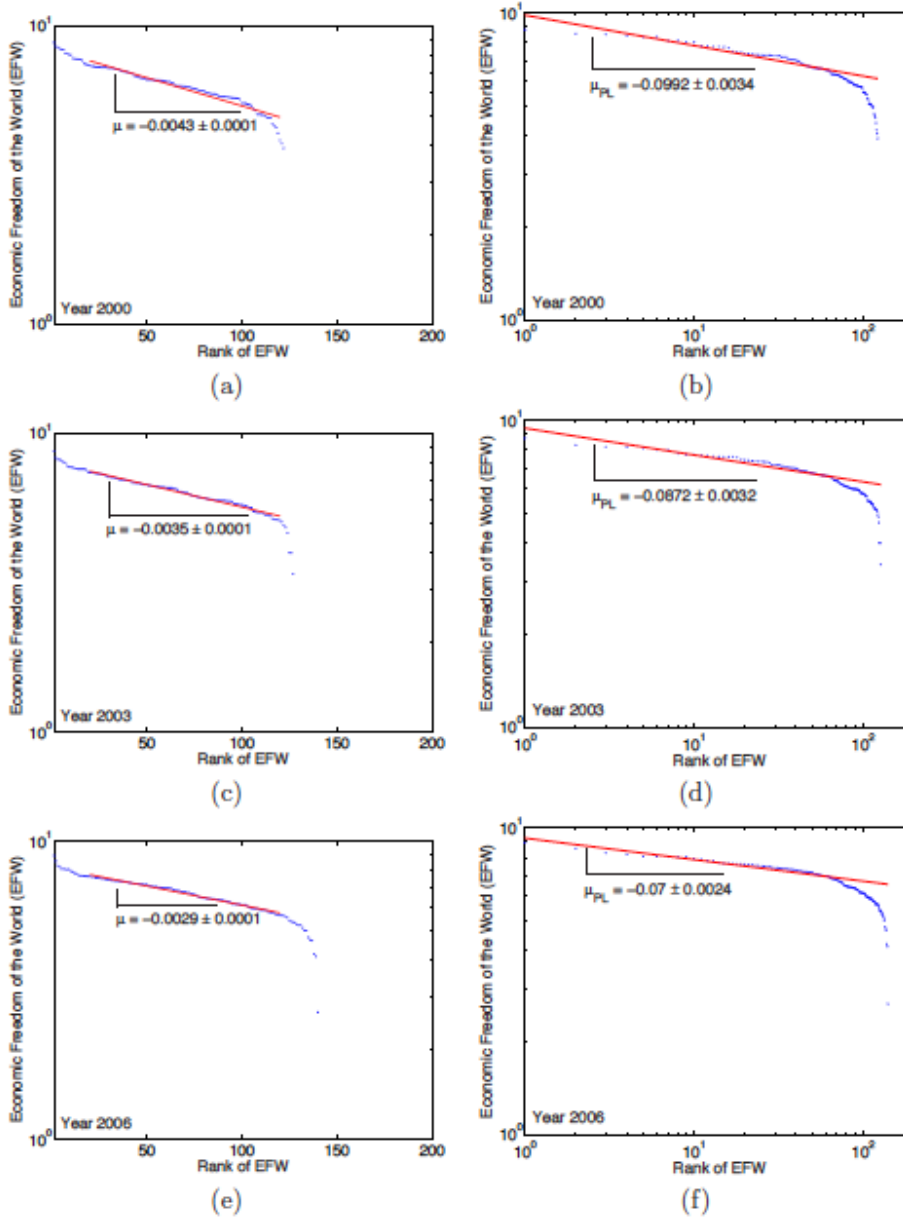 10^1
Economic Freedom of the World (EFW)
μ = −0.0043 ± 0.0001
Year 2000
10^0
50 100 150 200
Rank of EFW
(a)
10^1
Economic Freedom of the World (EFW)
μ_PL = −0.0992 ± 0.0034
Year 2000
10^0
10^0 10^1 10^2
Rank of EFW
(b)
10^1
Economic Freedom of the World (EFW)
μ = −0.0035 ± 0.0001
Year 2003
10^0
50 100 150 200
Rank of EFW
(c)
10^1
Economic Freedom of the World (EFW)
μ_PL = −0.0872 ± 0.0032
Year 2003
10^0
10^0 10^1 10^2
Rank of EFW
(d)
10^1
Economic Freedom of the World (EFW)
μ = −0.0029 ± 0.0001
Year 2006
10^0
50 100 150 200
Rank of EFW
(e)
10^1
Economic Freedom of the World (EFW)
μ_PL = −0.07 ± 0.0024
Year 2006
10^0
10^0 10^1 10^2
Rank of EFW
(f)